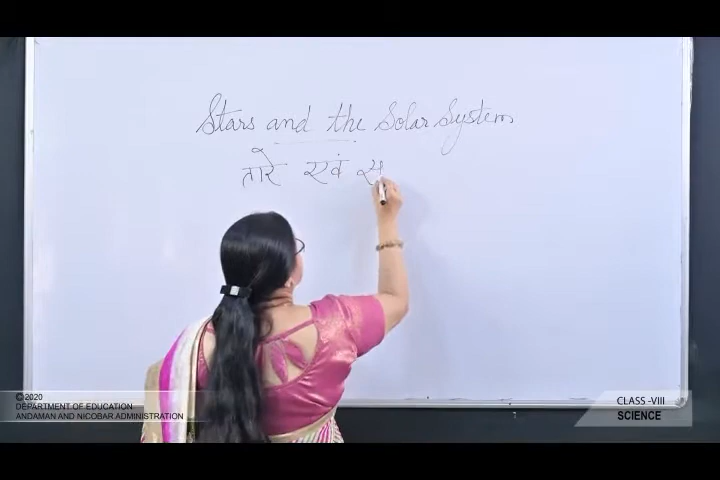 Stars and the Solar System
तारे एवं स
©2020
DEPARTMENT OF EDUCATION
ANDAMAN AND NICOBAR ADMINISTRATION
CLASS -VIII
SCIENCE